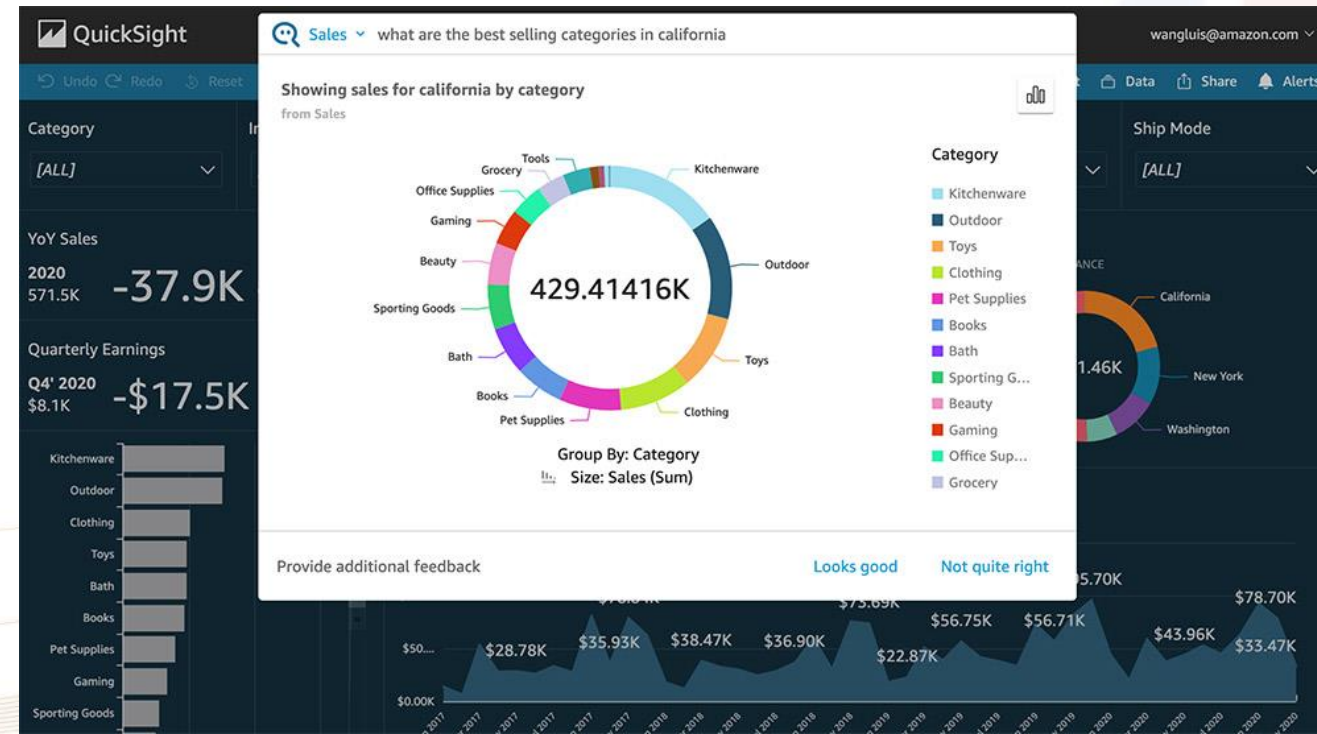 QuickSight
Sales what are the best selling categories in california
wangluis@amazon.com
Undo Redo Reset
Data Share Alerts
Showing sales for california by category
from Sales
Category
[ALL]
Ship Mode
[ALL]
YoY Sales
2020
571.5K
-37.9K
Quarterly Earnings
Q4' 2020
$8.1K
-$17.5K
Kitchenware
Outdoor
Clothing
Toys
Bath
Books
Pet Supplies
Gaming
Sporting Goods
Tools
Grocery
Office Supplies
Gaming
Beauty
Sporting Goods
Bath
Books
Pet Supplies
Kitchenware
Outdoor
Toys
Clothing
429.41416K
Group By: Category
Size: Sales (Sum)
Category
Kitchenware
Outdoor
Toys
Clothing
Pet Supplies
Books
Bath
Sporting G...
Beauty
Gaming
Office Sup...
Grocery
Provide additional feedback
Looks good
Not quite right
California
1.46K
New York
Washington
$50....
$0.00K
$28.78K
$35.93K
$38.47K
$36.90K
$73.69K
$22.87K
$56.75K
$56.71K
5.70K
$43.96K
$78.70K
$33.47K